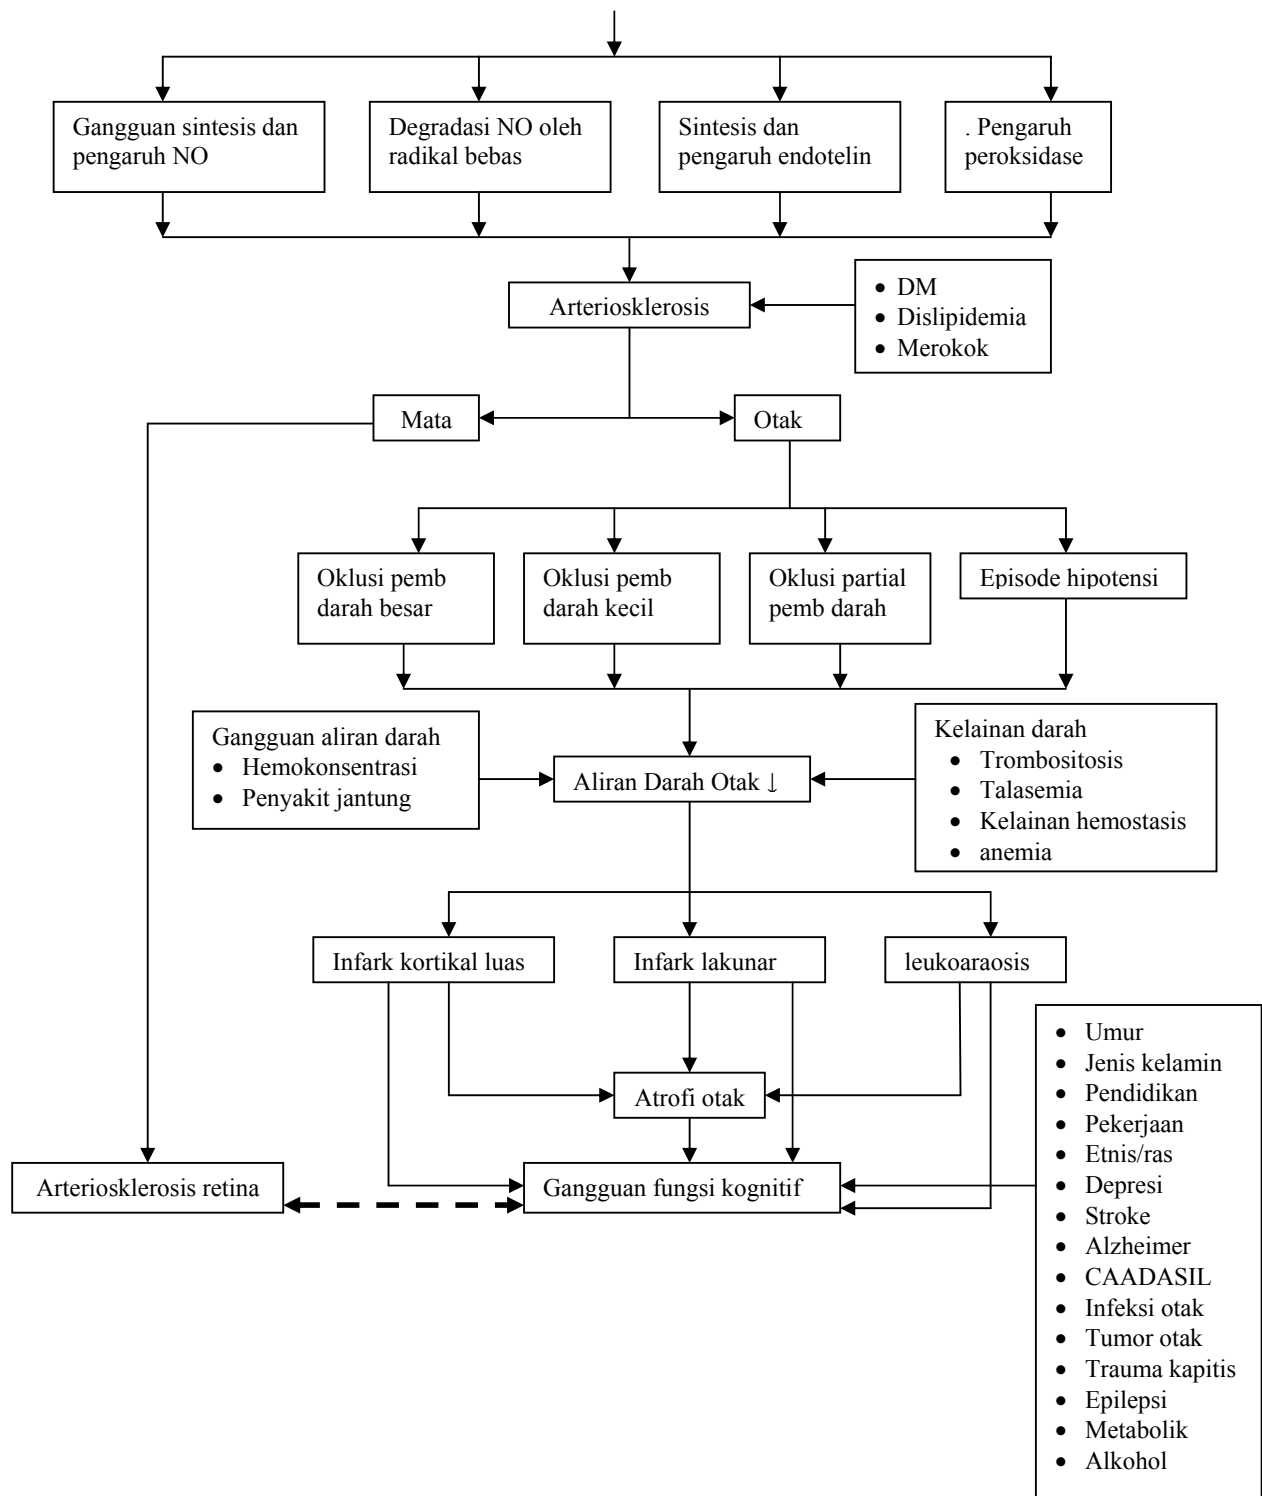 Gangguan sintesis dan
pengaruh NO
Degradasi NO oleh
radikal bebas
Sintesis dan
pengaruh endotelin
. Pengaruh
peroksidase
Arteriosklerosis
• DM
• Dislipidemia
• Merokok
Mata
Otak
Oklusi pemb
darah besar
Oklusi pemb
darah kecil
Oklusi partial
pemb darah
Episode hipotensi
Gangguan aliran darah
• Hemokonsentrasi
• Penyakit jantung
Aliran Darah Otak ↓
Kelainan darah
• Trombositosis
• Talasemia
• Kelainan hemostasis
• anemia
Infark kortikal luas
Infark lakunar
leukoaraosis
Atrofi otak
Arteriosklerosis retina
Gangguan fungsi kognitif
• Umur
• Jenis kelamin
• Pendidikan
• Pekerjaan
• Etnis/ras
• Depresi
• Stroke
• Alzheimer
• CAADASIL
• Infeksi otak
• Tumor otak
• Trauma kapitis
• Epilepsi
• Metabolik
• Alkohol